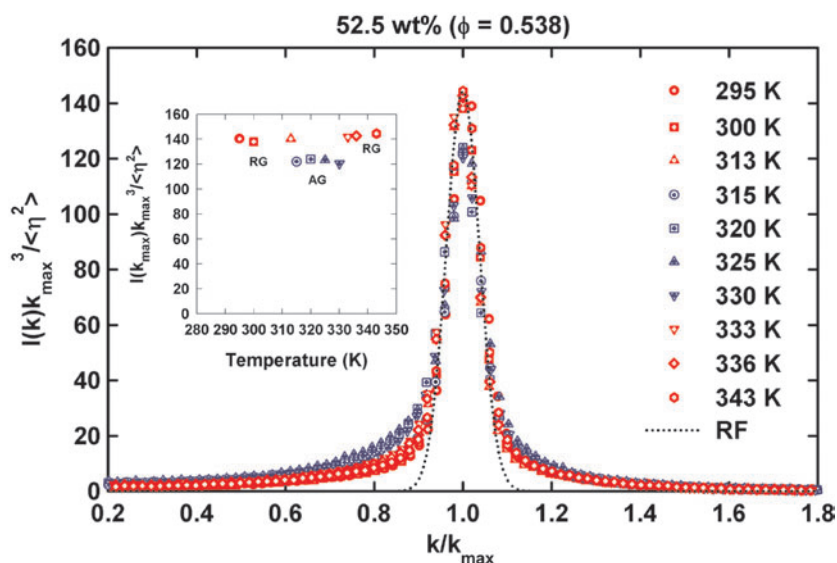 52.5 wt% (ϕ = 0.538)
I(k)k_max^3/<η^2>
160
140
120
100
80
60
40
20
0
0.2 0.4 0.6 0.8 1.0 1.2 1.4 1.6 1.8
k/k_max
295 K
300 K
313 K
315 K
320 K
325 K
330 K
333 K
336 K
343 K
RF
I(k_max)k_max^3/<η^2>
160
140
120
100
80
60
40
20
0
280 290 300 310 320 330 340 350
Temperature (K)
RG
AG
RG